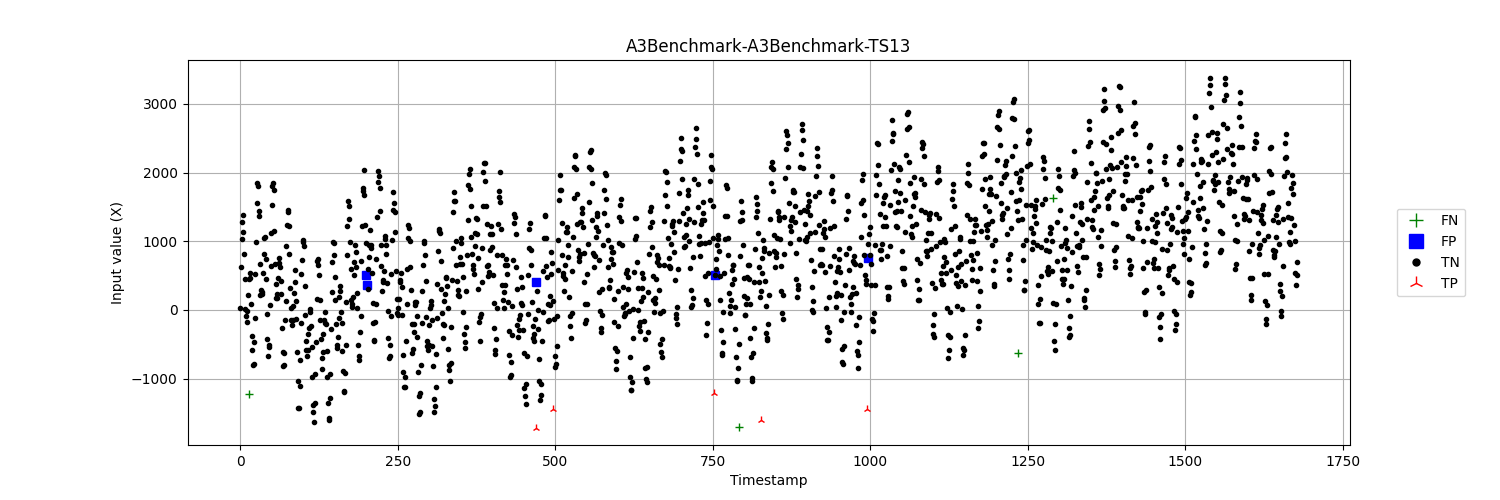 A3Benchmark-A3Benchmark-TS13
3000
2000
1000
0
−1000
Input value (X)
0
250
500
750
1000
1250
1500
1750
Timestamp
FN
FP
TN
TP